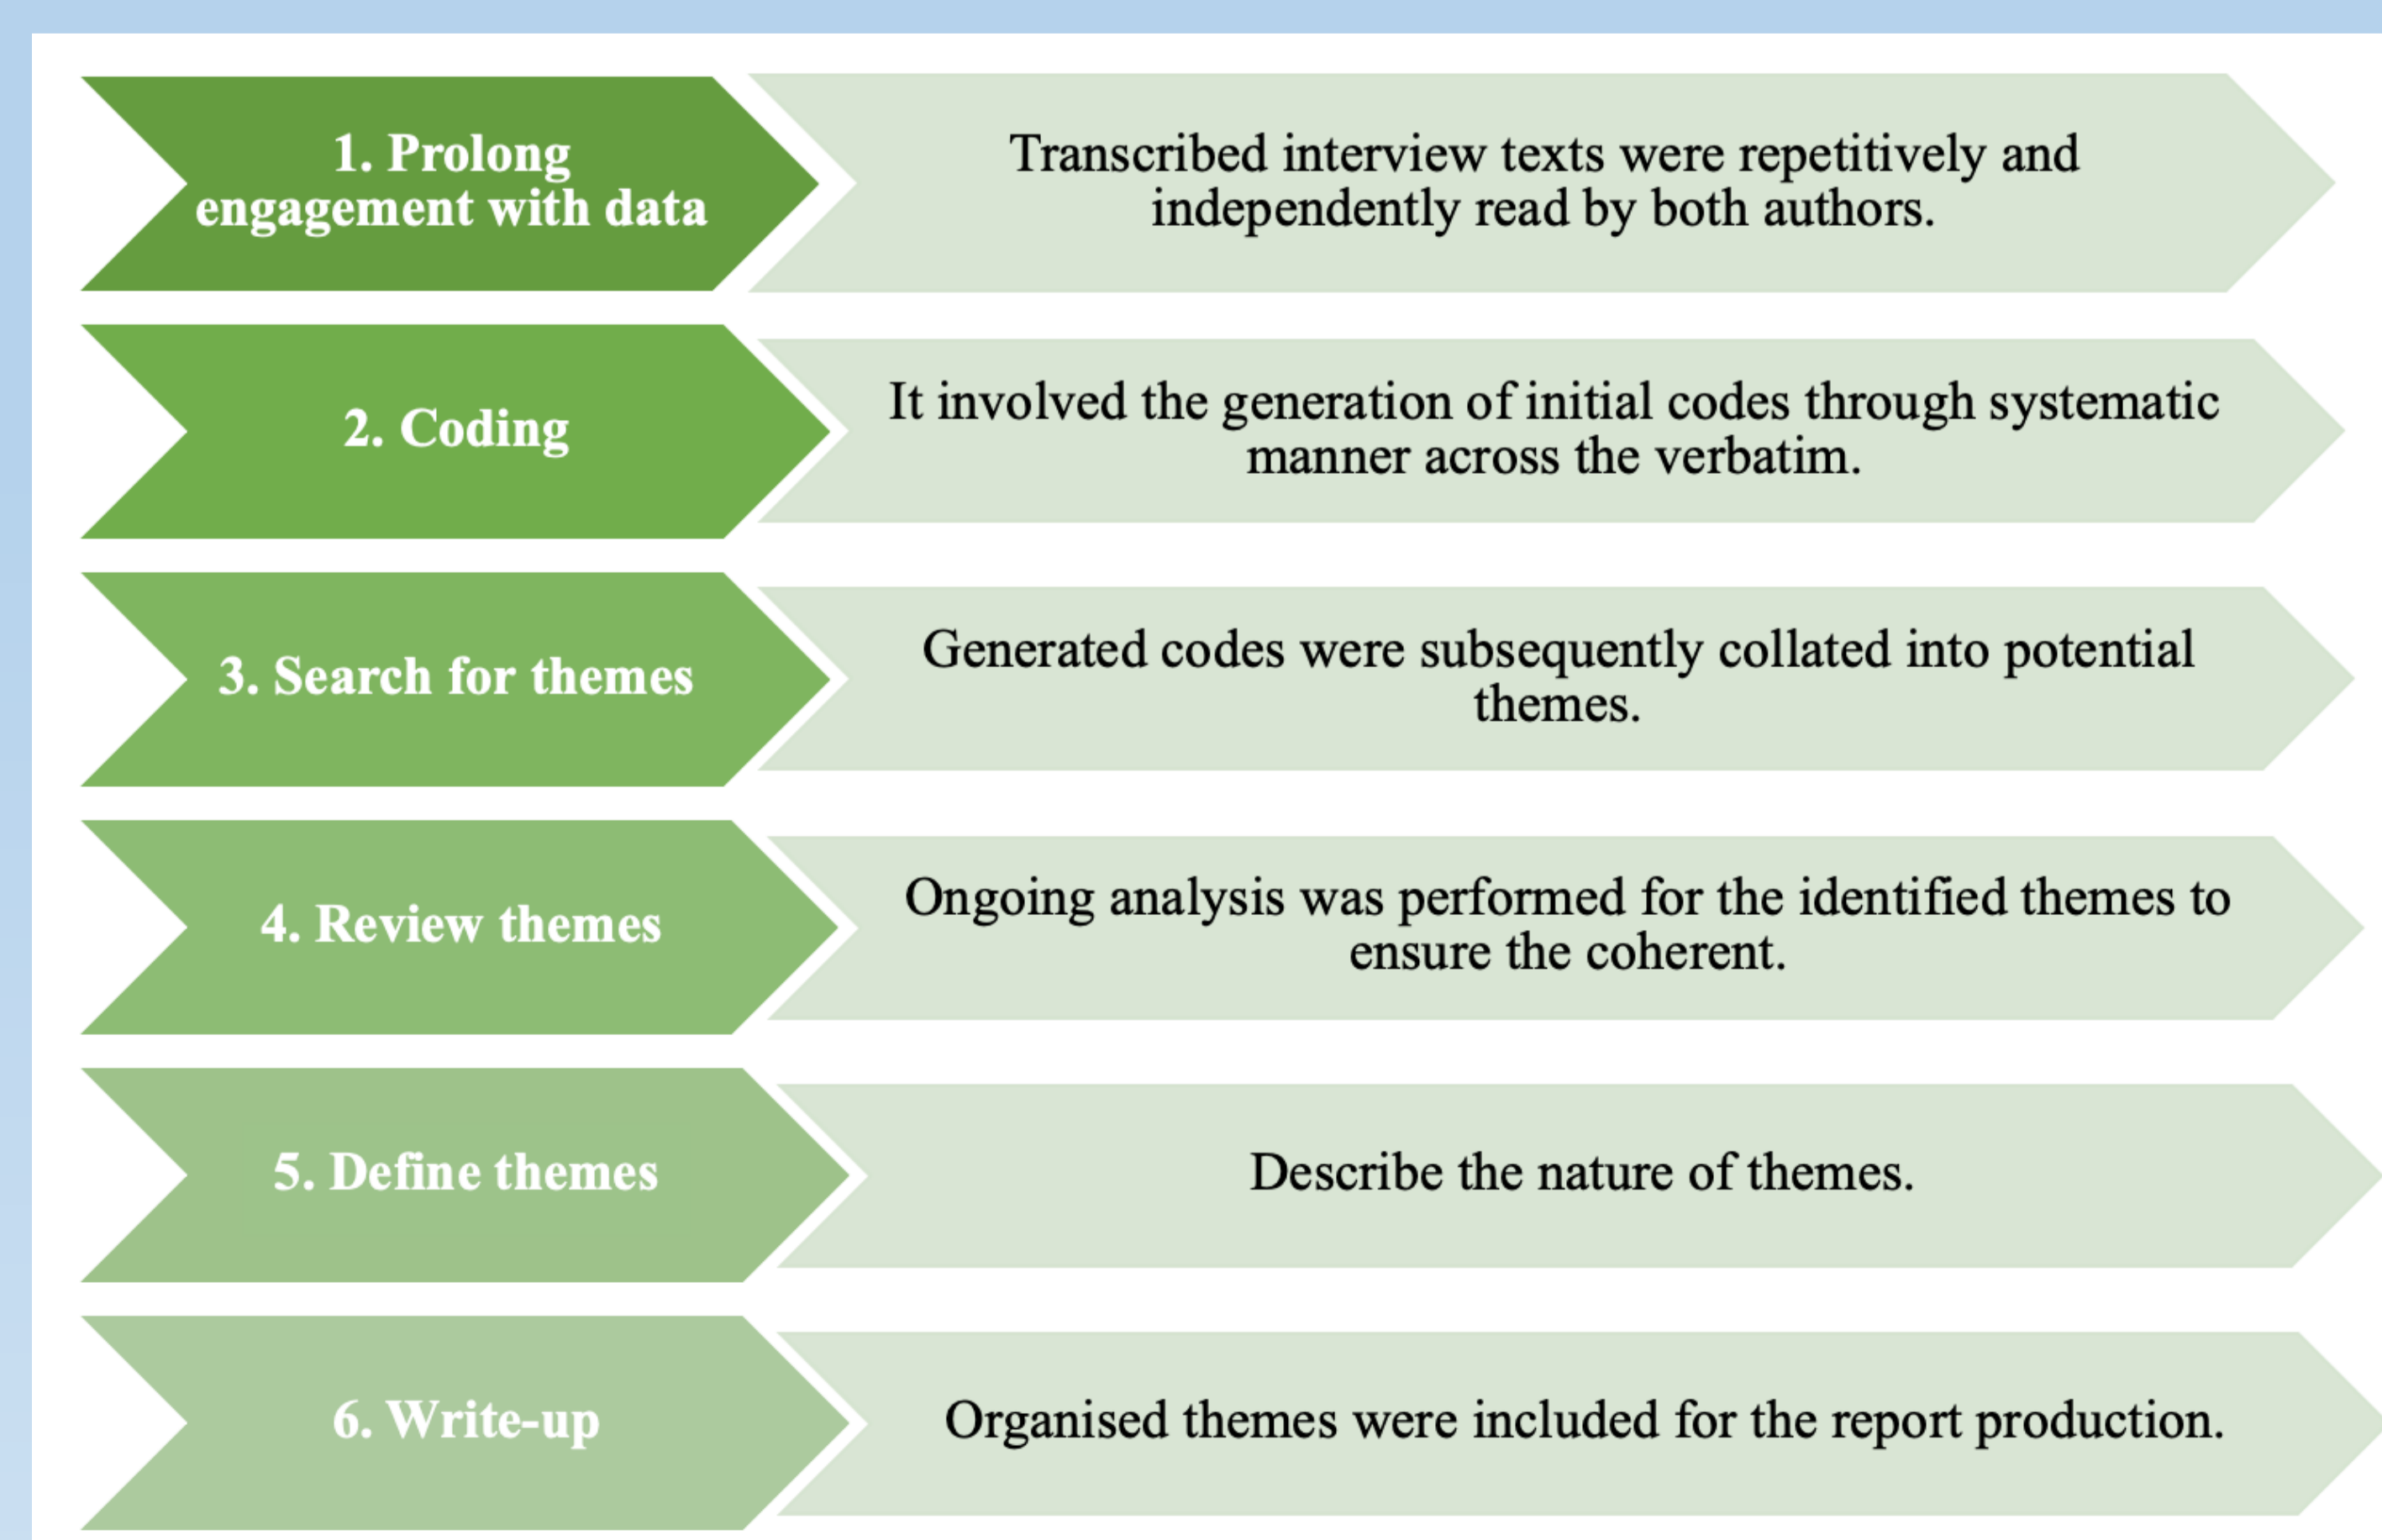 1. Prolong
engagement with data
Transcribed interview texts were repetitively and
independently read by both authors.
2. Coding
It involved the generation of initial codes through systematic
manner across the verbatim.
3. Search for themes
Generated codes were subsequently collated into potential
themes.
4. Review themes
Ongoing analysis was performed for the identified themes to
ensure the coherent.
5. Define themes
Describe the nature of themes.
6. Write-up
Organised themes were included for the report production.